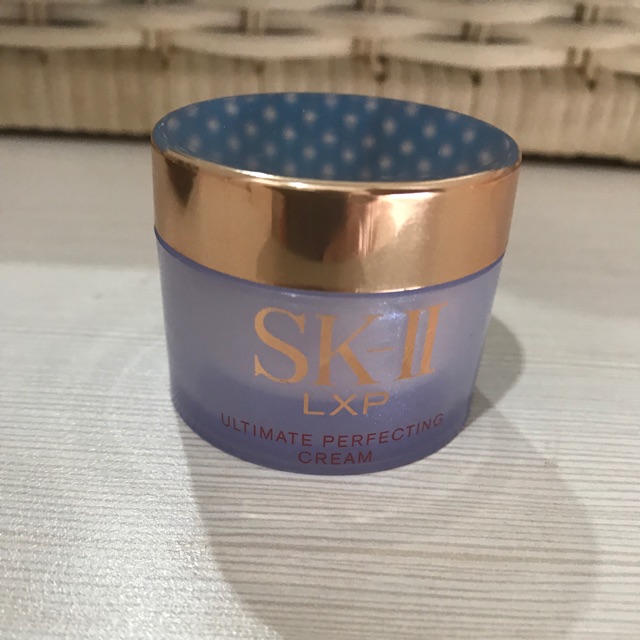 SK-II
LXP
ULTIMATE PERFECTING
CREAM